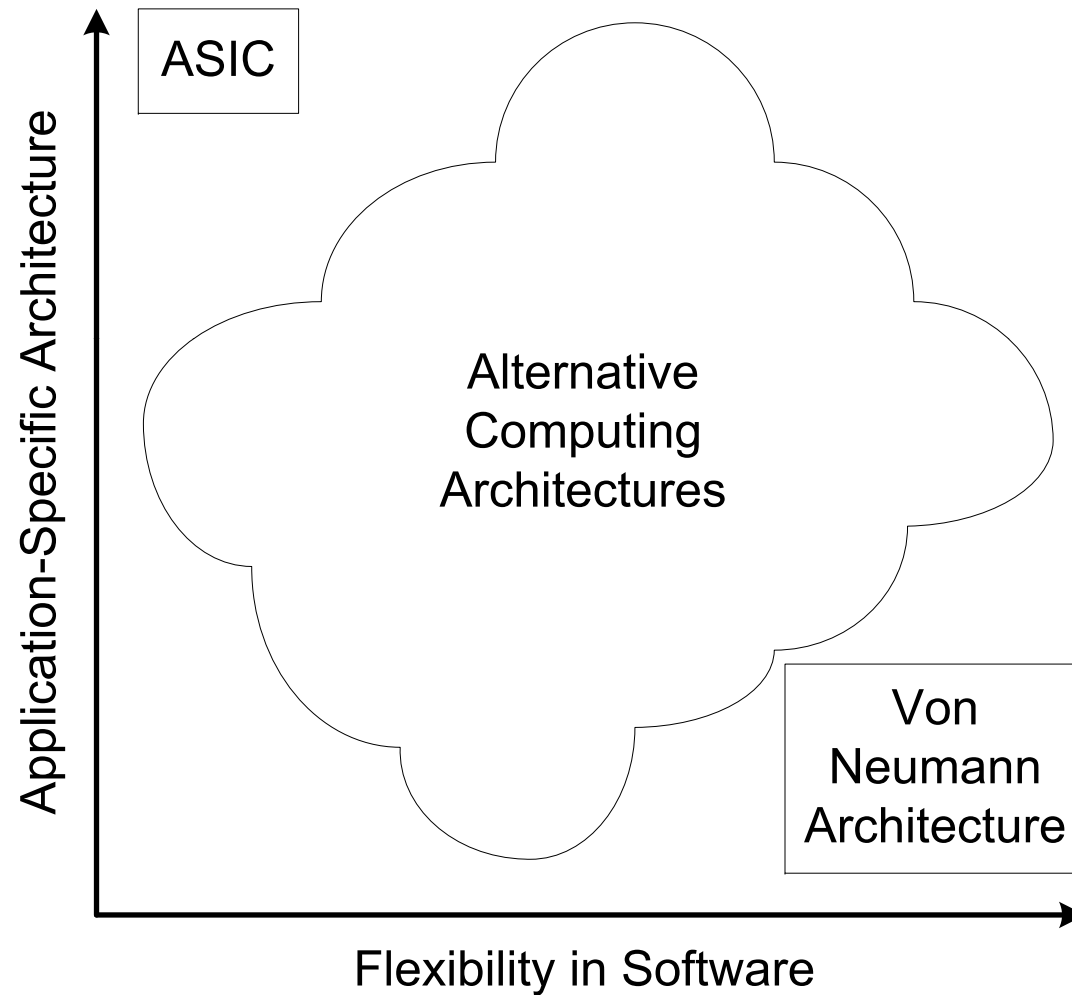 ASIC
Application-Specific Architecture
Alternative
Computing
Architectures
Von
Neumann
Architecture
Flexibility in Software